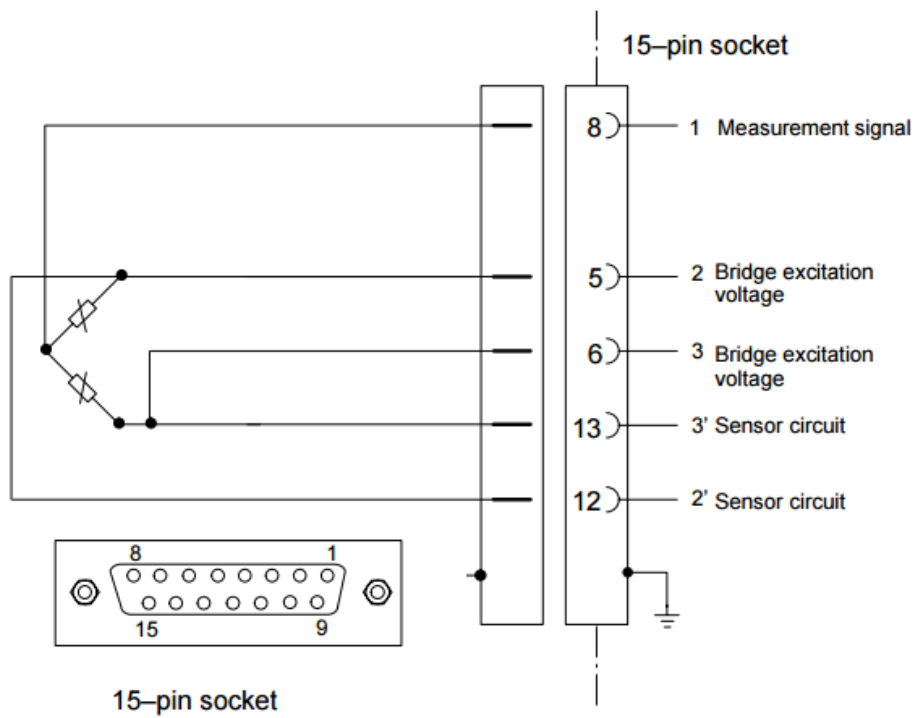 15–pin socket
8 1 Measurement signal
5 2 Bridge excitation
voltage
6 3 Bridge excitation
voltage
13 3’ Sensor circuit
12 2’ Sensor circuit
8 1
15 9
15–pin socket